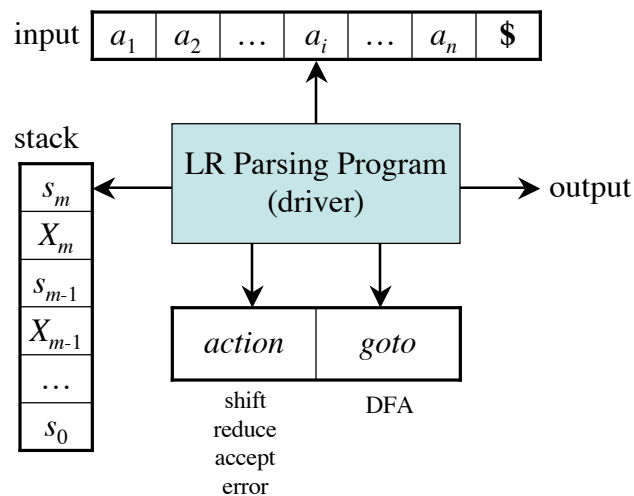 input a1 a2 … ai … an $
stack
LR Parsing Program
(driver)
output
sm
Xm
sm-1
Xm-1
…
s0
action goto
shift
reduce
accept
error
DFA